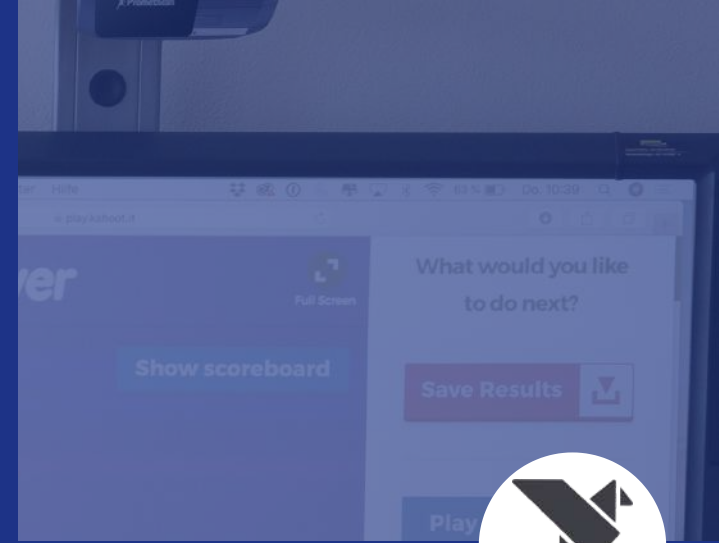 Promethean
Hilfe
play.kahoot.it
69 % Do. 10:39
Full Screen
What would you like
to do next?
Show scoreboard
Save Results
Play